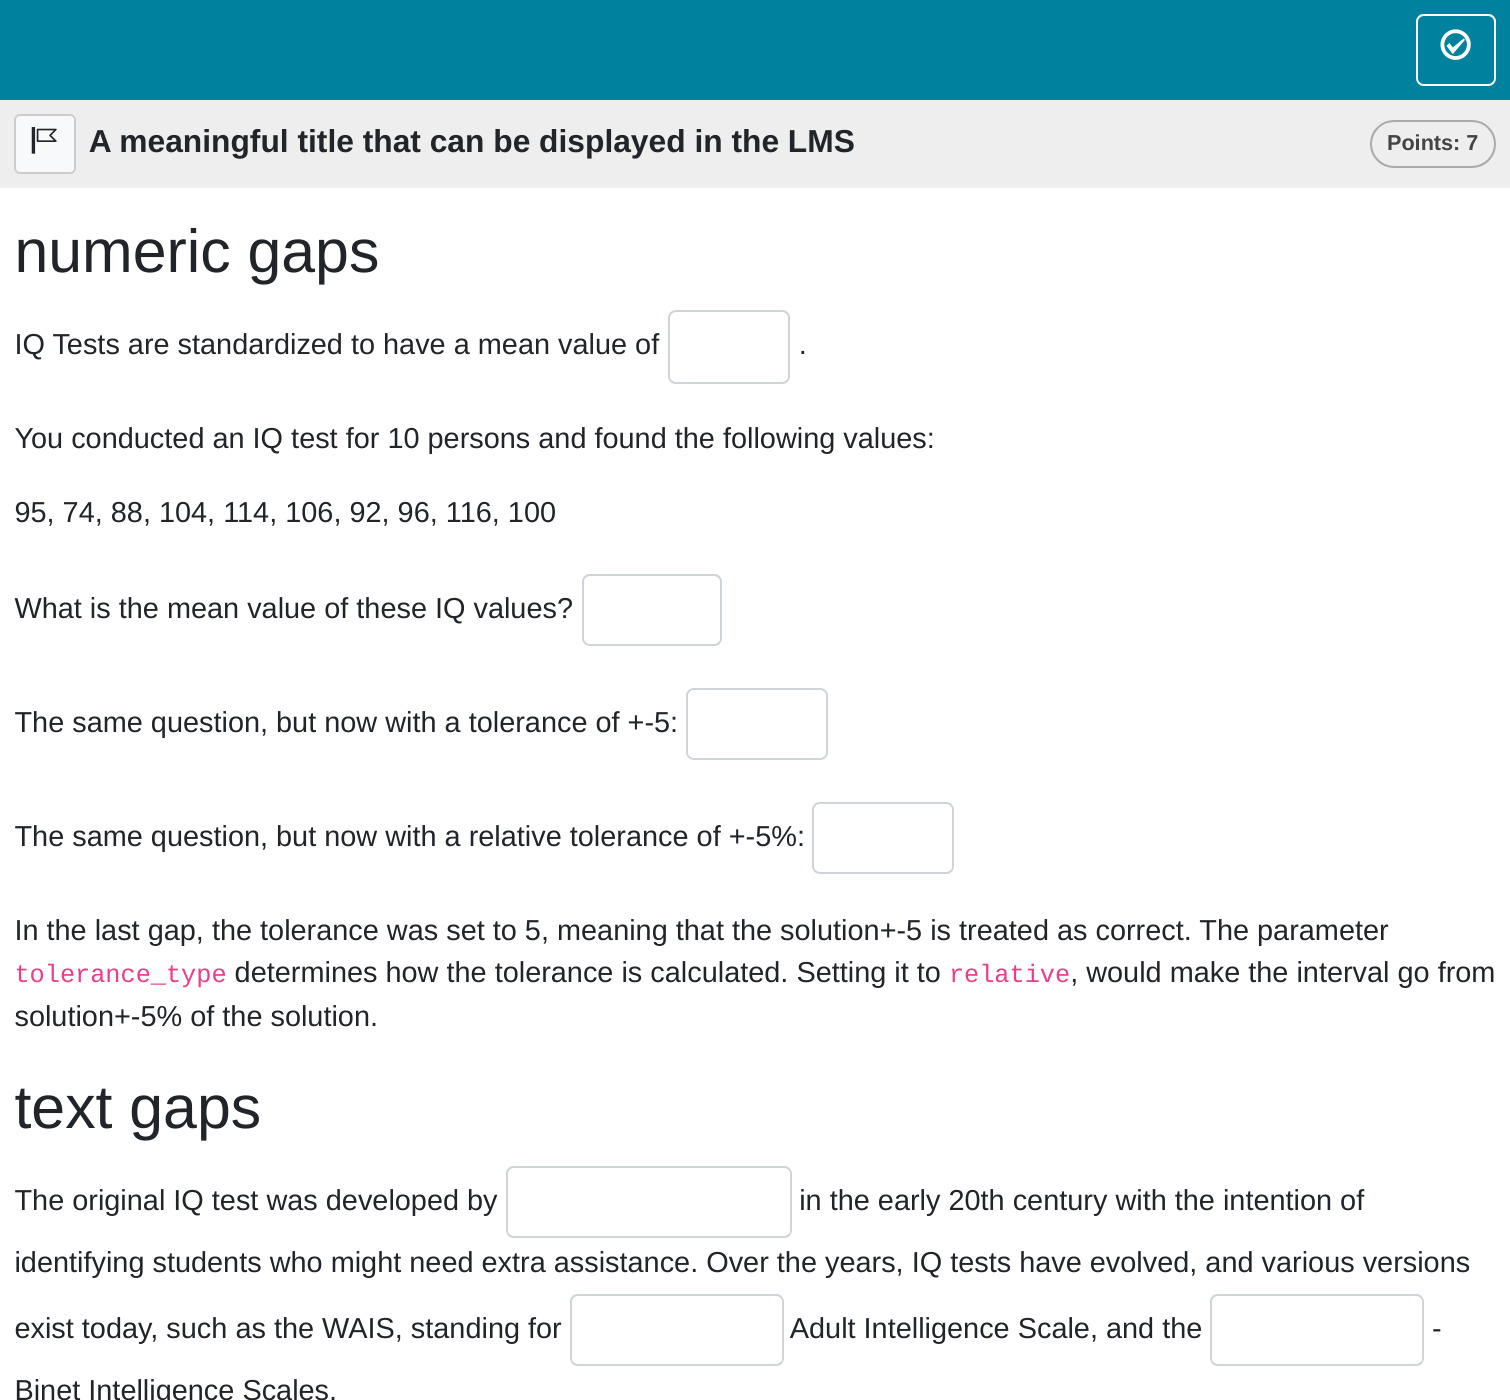 A meaningful title that can be displayed in the LMS
Points: 7
numeric gaps
IQ Tests are standardized to have a mean value of .
You conducted an IQ test for 10 persons and found the following values:
95, 74, 88, 104, 114, 106, 92, 96, 116, 100
What is the mean value of these IQ values?
The same question, but now with a tolerance of +-5:
The same question, but now with a relative tolerance of +-5%:
In the last gap, the tolerance was set to 5, meaning that the solution+-5 is treated as correct. The parameter
tolerance_type determines how the tolerance is calculated. Setting it to relative, would make the interval go from
solution+-5% of the solution.
text gaps
The original IQ test was developed by in the early 20th century with the intention of
identifying students who might need extra assistance. Over the years, IQ tests have evolved, and various versions
exist today, such as the WAIS, standing for Adult Intelligence Scale, and the -
Binet Intelligence Scales.